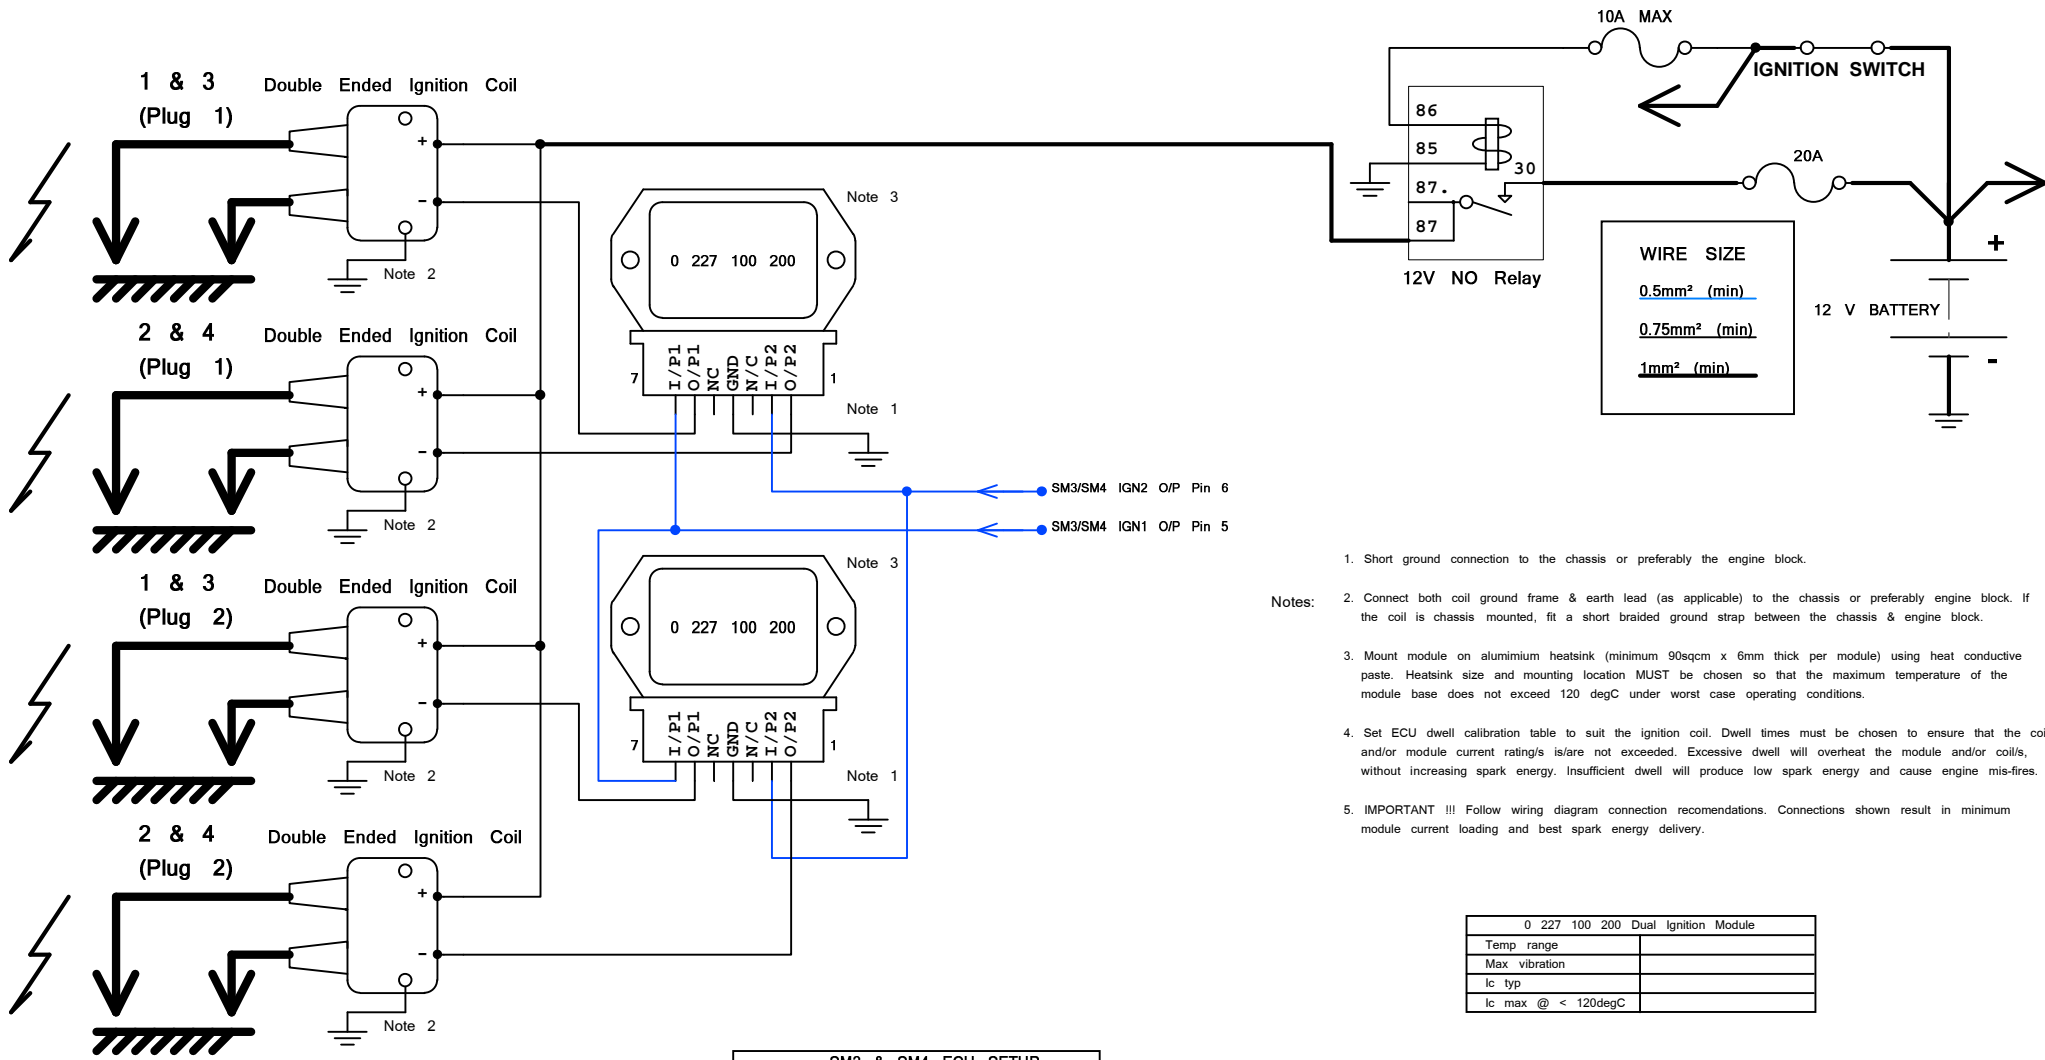 10A MAX
IGNITION SWITCH
1 & 3
(Plug 1)
Double Ended Ignition Coil
+
-
Note 2
86
85
87.
87
30
12V NO Relay
20A
WIRE SIZE
0.5mm² (min)
0.75mm² (min)
1mm² (min)
+
12 V BATTERY
-
Note 3
0 227 100 200
7
I/P1
O/P1
NC
GND
N/C
I/P2
O/P2
1
Note 1
2 & 4
(Plug 1)
Double Ended Ignition Coil
+
-
Note 2
SM3/SM4 IGN2 O/P Pin 6
SM3/SM4 IGN1 O/P Pin 5
1 & 3
(Plug 2)
Double Ended Ignition Coil
+
-
Note 2
Note 3
0 227 100 200
7
I/P1
O/P1
NC
GND
N/C
I/P2
O/P2
1
Note 1
2 & 4
(Plug 2)
Double Ended Ignition Coil
+
-
Note 2
Notes:
1. Short ground connection to the chassis or preferably the engine block.
2. Connect both coil ground frame & earth lead (as applicable) to the chassis or preferably engine block. If
the coil is chassis mounted, fit a short braided ground strap between the chassis & engine block.
3. Mount module on alumimium heatsink (minimum 90sqcm x 6mm thick per module) using heat conductive
paste. Heatsink size and mounting location MUST be chosen so that the maximum temperature of the
module base does not exceed 120 degC under worst case operating conditions.
4. Set ECU dwell calibration table to suit the ignition coil. Dwell times must be chosen to ensure that the coi
and/or module current rating/s is/are not exceeded. Excessive dwell will overheat the module and/or coil/s,
without increasing spark energy. Insufficient dwell will produce low spark energy and cause engine mis-fires.
5. IMPORTANT !!! Follow wiring diagram connection recomendations. Connections shown result in minimum
module current loading and best spark energy delivery.
0 227 100 200 Dual Ignition Module
Temp range
Max vibration
Ic typ
Ic max @ < 120degC
SM3 & SM4 ECU SETUP